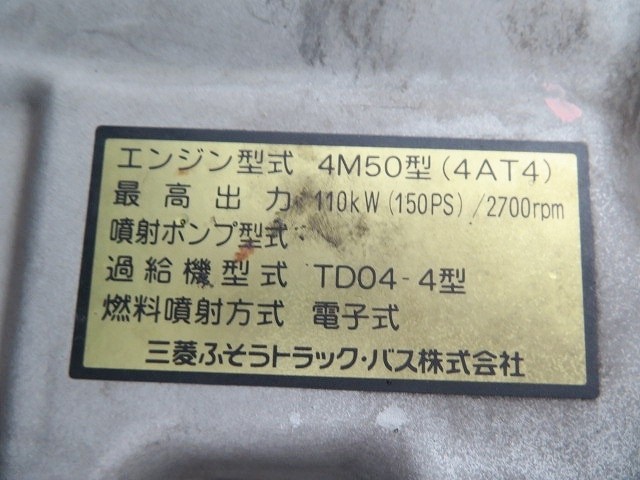 エンジン型式 4M50型(4AT4)
最高出力 110kW(150PS)/2700rpm
噴射ポンプ型式
過給機型式 TD04-4型
燃料噴射方式 電子式
三菱ふそうトラック・バス株式会社